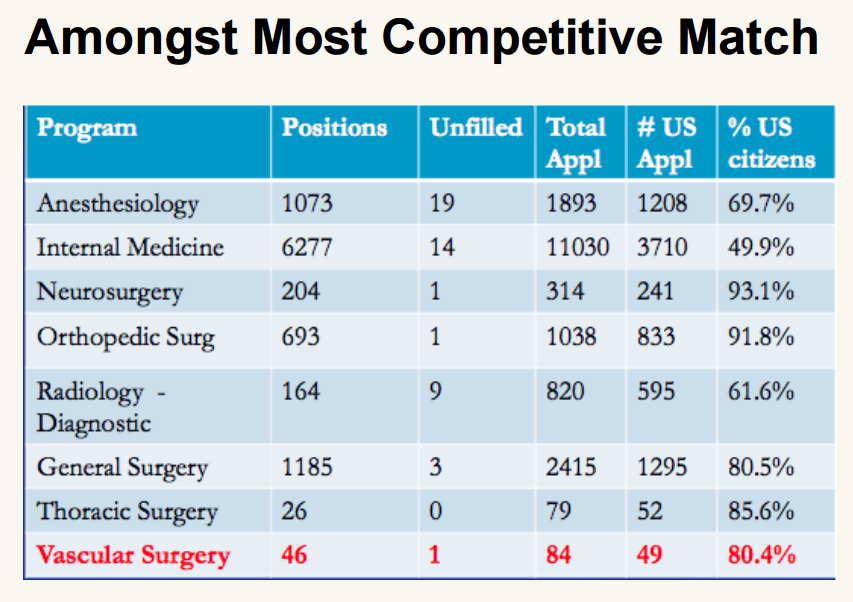 Amongst Most Competitive Match
Program Positions Unfilled Total Appl # US Appl % US citizens
Anesthesiology 1073 19 1893 1208 69.7%
Internal Medicine 6277 14 11030 3710 49.9%
Neurosurgery 204 1 314 241 93.1%
Orthopedic Surg 693 1 1038 833 91.8%
Radiology - Diagnostic 164 9 820 595 61.6%
General Surgery 1185 3 2415 1295 80.5%
Thoracic Surgery 26 0 79 52 85.6%
Vascular Surgery 46 1 84 49 80.4%